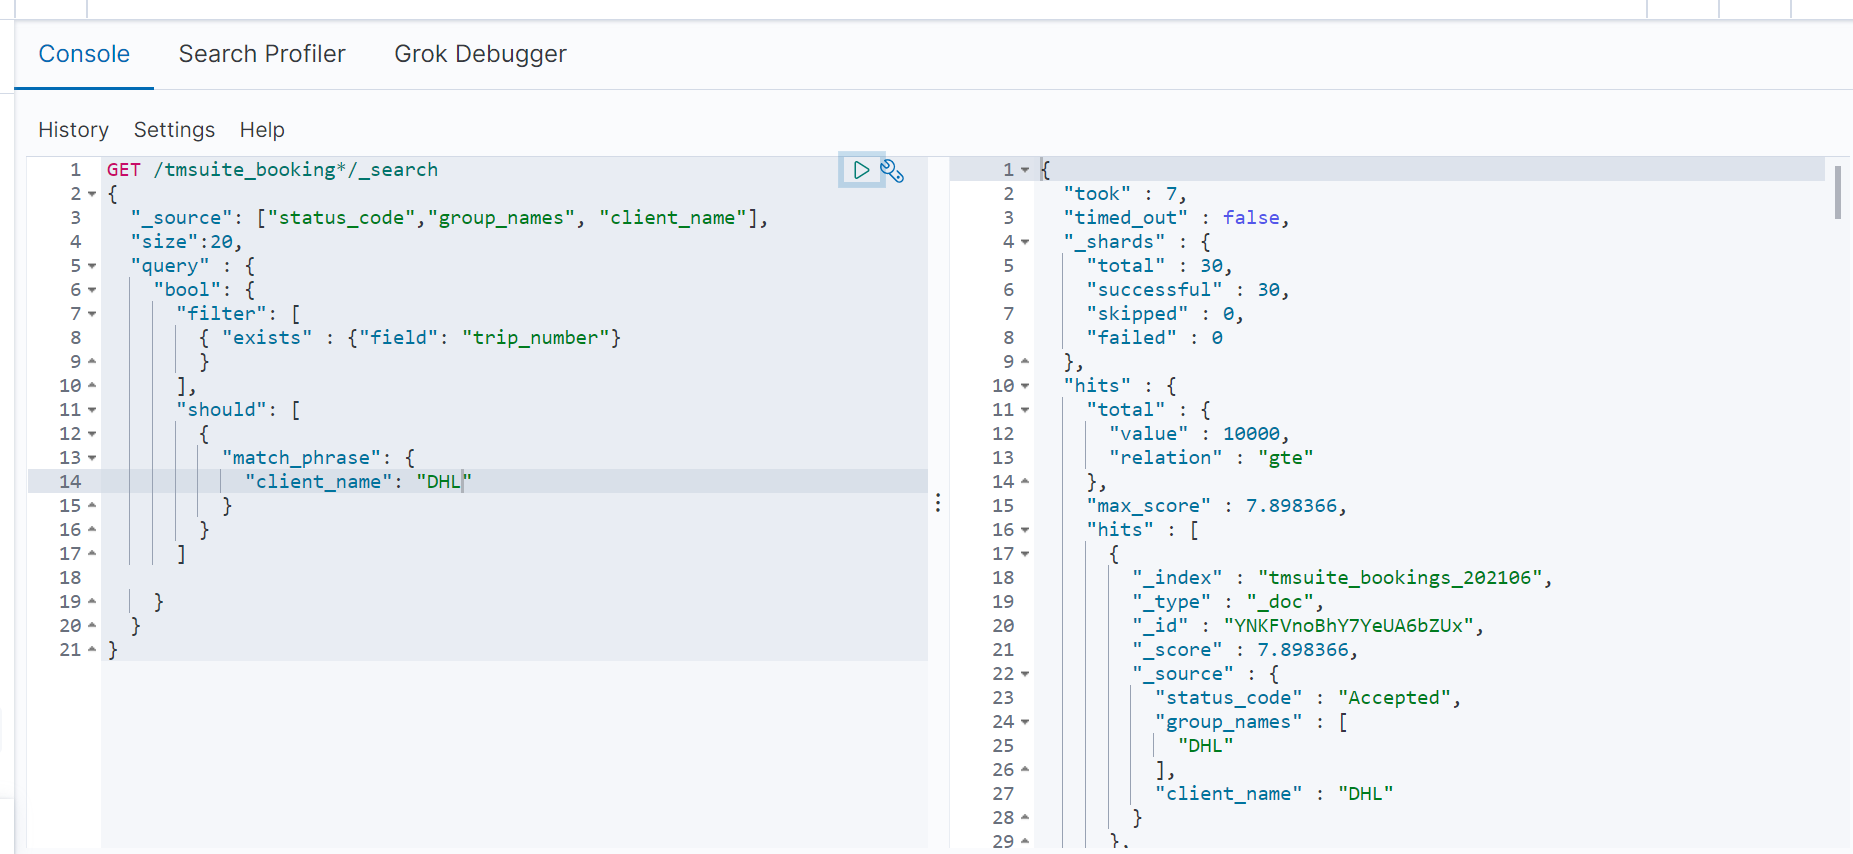 Console Search Profiler Grok Debugger
History Settings Help
1 GET /tmsuite_booking*/_search
2 {
3 "_source": ["status_code","group_names", "client_name"],
4 "size":20,
5 "query" : {
6 "bool": {
7 "filter": [
8 { "exists" : {"field": "trip_number"}
9 }
10 ],
11 "should": [
12 {
13 "match_phrase": {
14 "client_name": "DHL"
15 }
16 }
17 ]
18
19 }
20 }
21 }
1 {
2 "took" : 7,
3 "timed_out" : false,
4 "_shards" : {
5 "total" : 30,
6 "successful" : 30,
7 "skipped" : 0,
8 "failed" : 0
9 },
10 "hits" : {
11 "total" : {
12 "value" : 10000,
13 "relation" : "gte"
14 },
15 "max_score" : 7.898366,
16 "hits" : [
17 {
18 "_index" : "tmsuite_bookings_202106",
19 "_type" : "_doc",
20 "_id" : "YNKFVnoBhY7YeUA6bZUx",
21 "_score" : 7.898366,
22 "_source" : {
23 "status_code" : "Accepted",
24 "group_names" : [
25 "DHL"
26 ],
27 "client_name" : "DHL"
28 }
29 },